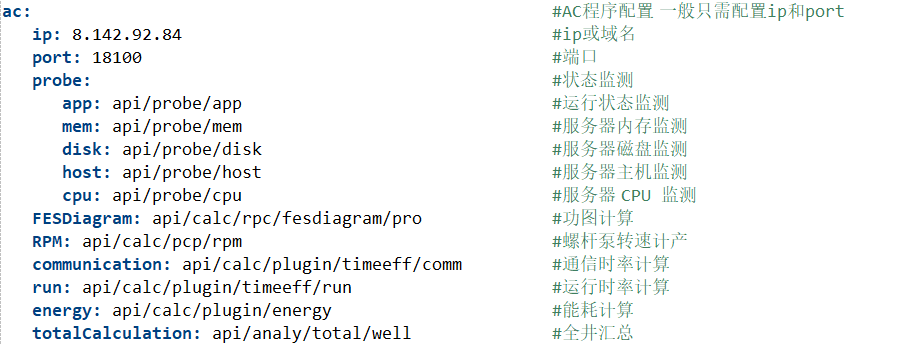 ac: #AC程序配置 一般只需配置ip和port
ip: 8.142.92.84 #ip或域名
port: 18100 #端口
probe: #状态监测
app: api/probe/app #运行状态监测
mem: api/probe/mem #服务器内存监测
disk: api/probe/disk #服务器磁盘监测
host: api/probe/host #服务器主机监测
cpu: api/probe/cpu #服务器 CPU 监测
FESDiagram: api/calc/rpc/fesdiagram/pro #功图计算
RPM: api/calc/pcp/rpm #螺杆泵转速计产
communication: api/calc/plugin/timeeff/comm #通信时率计算
run: api/calc/plugin/timeeff/run #运行时率计算
energy: api/calc/plugin/energy #能耗计算
totalCalculation: api/analy/total/well #全井汇总